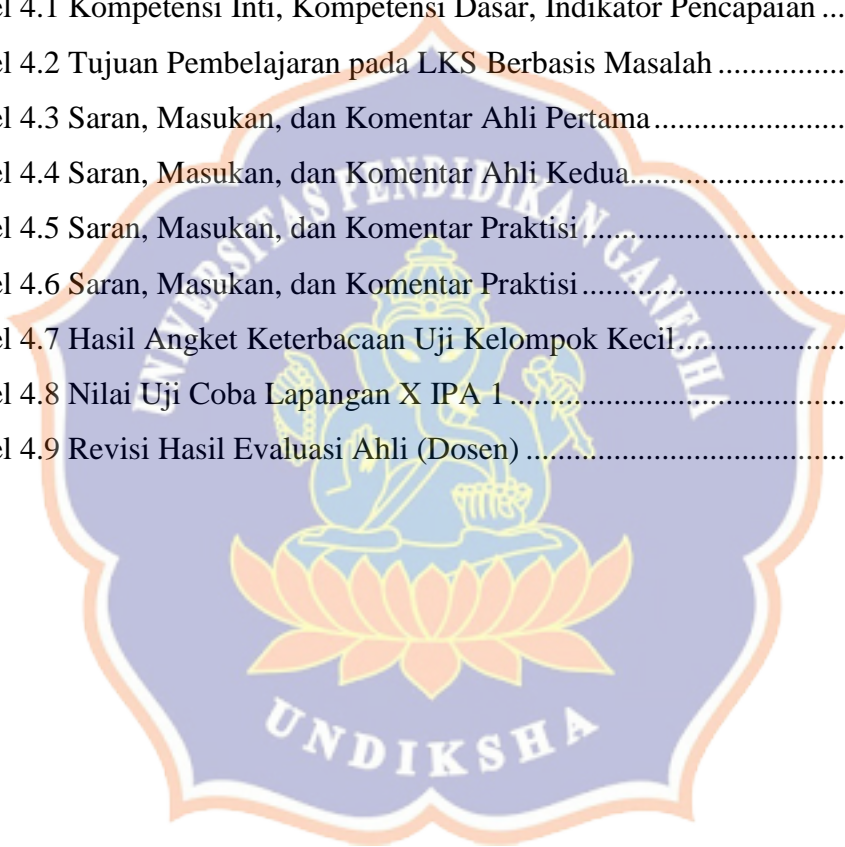 el 4.1 Kompetensi Inti, Kompetensi Dasar, Indikator Pencapaian ...
el 4.2 Tujuan Pembelajaran pada LKS Berbasis Masalah ................
el 4.3 Saran, Masukan, dan Komentar Ahli Pertama........................
el 4.4 Saran, Masukan, dan Komentar Ahli Kedua...........................
el 4.5 Saran, Masukan, dan Komentar Praktisi.................................
el 4.6 Saran, Masukan, dan Komentar Praktisi.................................
el 4.7 Hasil Angket Keterbacaan Uji Kelompok Kecil.....................
el 4.8 Nilai Uji Coba Lapangan X IPA 1 ..........................................
el 4.9 Revisi Hasil Evaluasi Ahli (Dosen) ........................................
UNIVERSITAS PENDIDIKAN GANESHA
UNDIKSHA